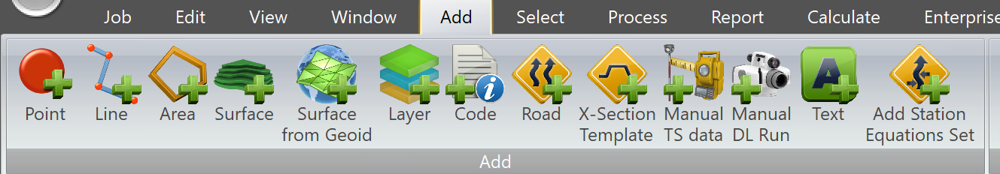 Job Edit View Window Add Select Process Report Calculate Enterprise
A
Point Line Area Surface Surface Layer Code Road X-Section Manual Manual Text Add Station
from Geoid Template TS data DL Run Equations Set
Add